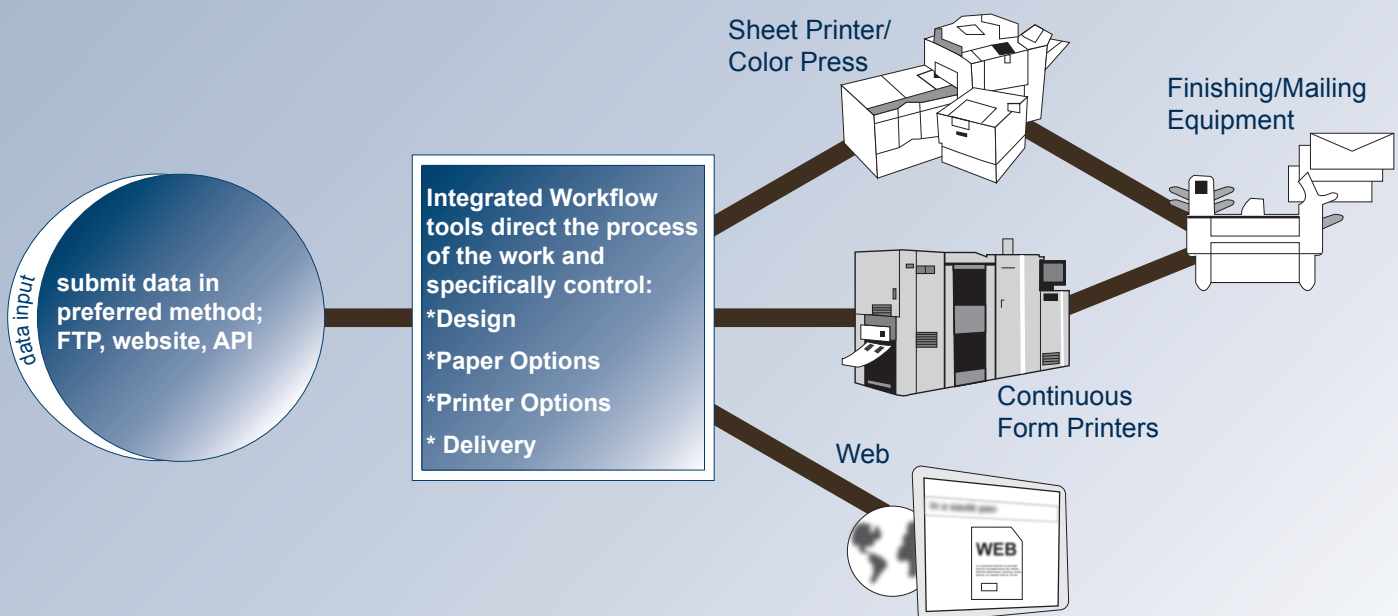 data input
submit data in
preferred method;
FTP, website, API
Integrated Workflow
tools direct the process
of the work and
specifically control:
*Design
*Paper Options
*Printer Options
* Delivery
Sheet Printer/
Color Press
Finishing/Mailing
Equipment
Continuous
Form Printers
Web
WEB